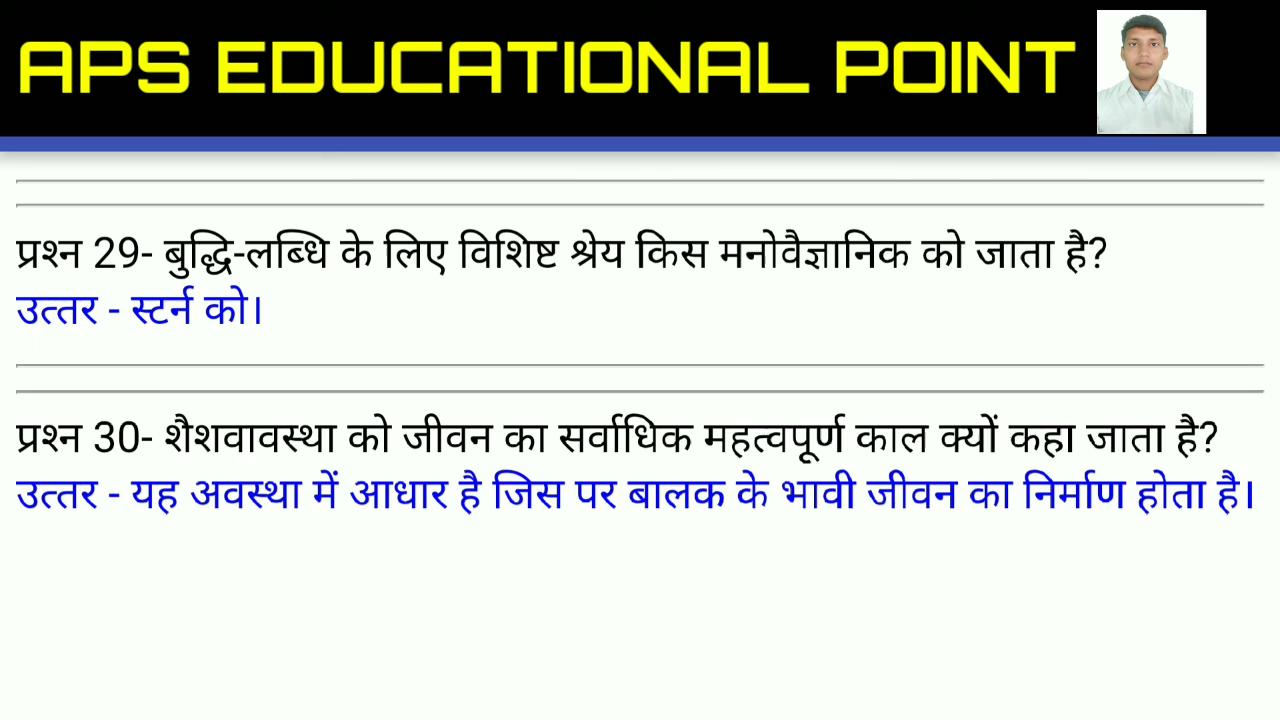 APS EDUCATIONAL POINT
प्रश्न 29- बुद्धि-लब्धि के लिए विशिष्ट श्रेय किस मनोवैज्ञानिक को जाता है?
उत्तर - स्टर्न को।
प्रश्न 30- शैशवावस्था को जीवन का सर्वाधिक महत्वपूर्ण काल क्यों कहा जाता है?
उत्तर - यह अवस्था में आधार है जिस पर बालक के भावी जीवन का निर्माण होता है।